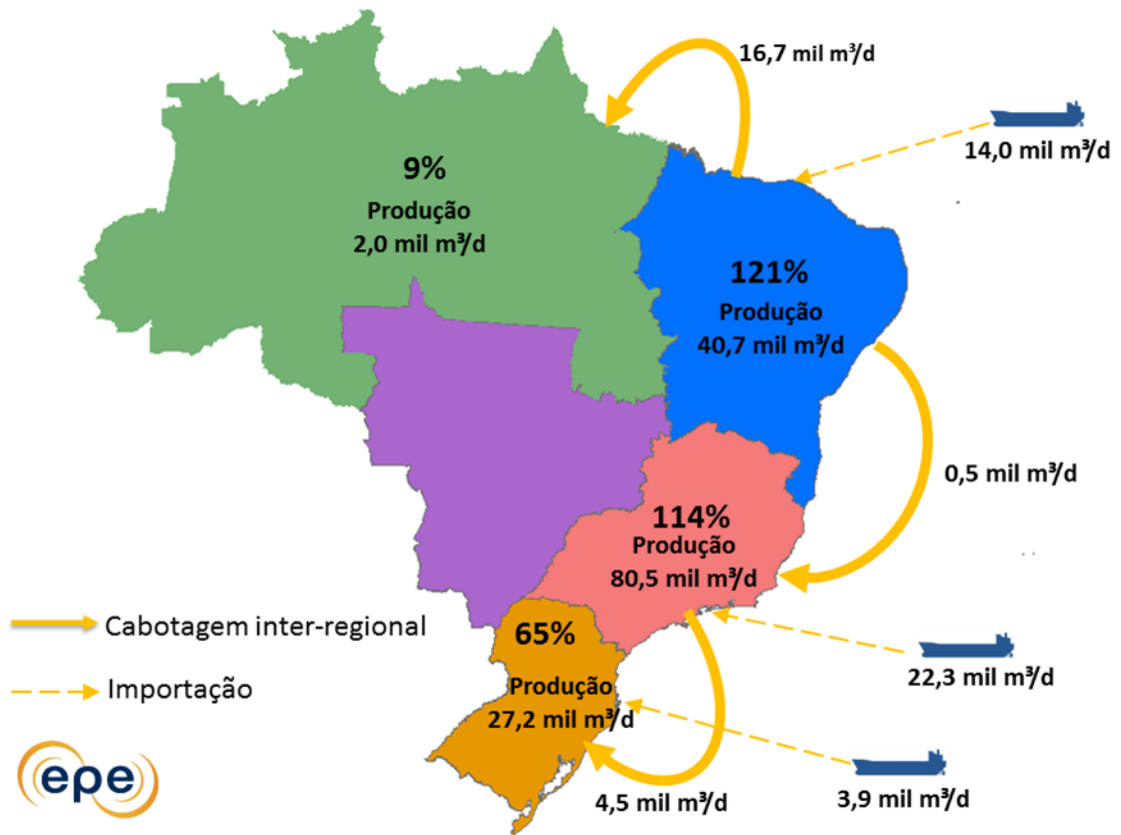 16,7 mil m³/d
14,0 mil m³/d
9%
Produção
2,0 mil m³/d
121%
Produção
40,7 mil m³/d
0,5 mil m³/d
114%
Produção
80,5 mil m³/d
Cabotagem inter-regional
65%
22,3 mil m³/d
Importação
Produção
27,2 mil m³/d
epe
4,5 mil m³/d
3,9 mil m³/d